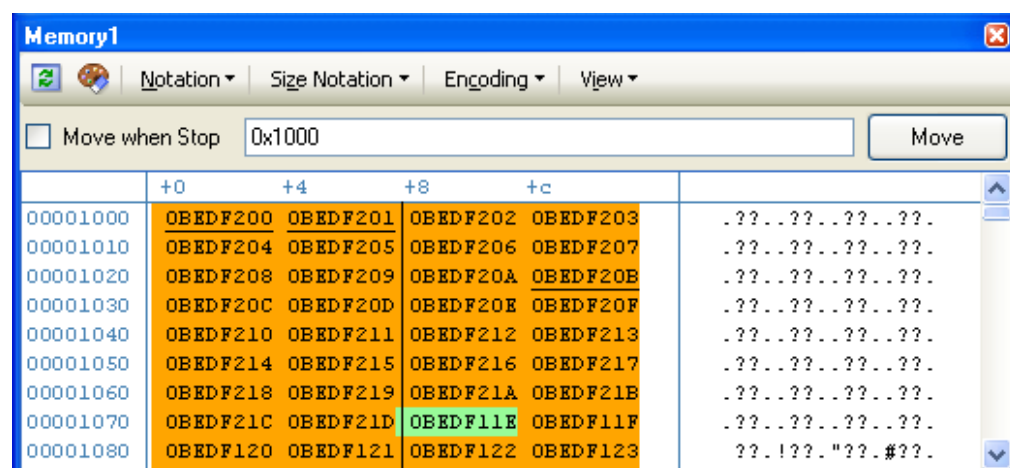 Memory1
Notation Size Notation Encoding View
Move when Stop 0x1000 Move
+0 +4 +8 +c
00001000 0BEDF200 0BEDF201 0BEDF202 0BEDF203 .??..??..??..??.
00001010 0BEDF204 0BEDF205 0BEDF206 0BEDF207 .??..??..??..??.
00001020 0BEDF208 0BEDF209 0BEDF20A 0BEDF20B .??..??..??..??.
00001030 0BEDF20C 0BEDF20D 0BEDF20E 0BEDF20F .??..??..??..??.
00001040 0BEDF210 0BEDF211 0BEDF212 0BEDF213 .??..??..??..??.
00001050 0BEDF214 0BEDF215 0BEDF216 0BEDF217 .??..??..??..??.
00001060 0BEDF218 0BEDF219 0BEDF21A 0BEDF21B .??..??..??..??.
00001070 0BEDF21C 0BEDF21D 0BEDF11E 0BEDF11F .??..??..??..??.
00001080 0BEDF120 0BEDF121 0BEDF122 0BEDF123 ??.!??."??.#??.